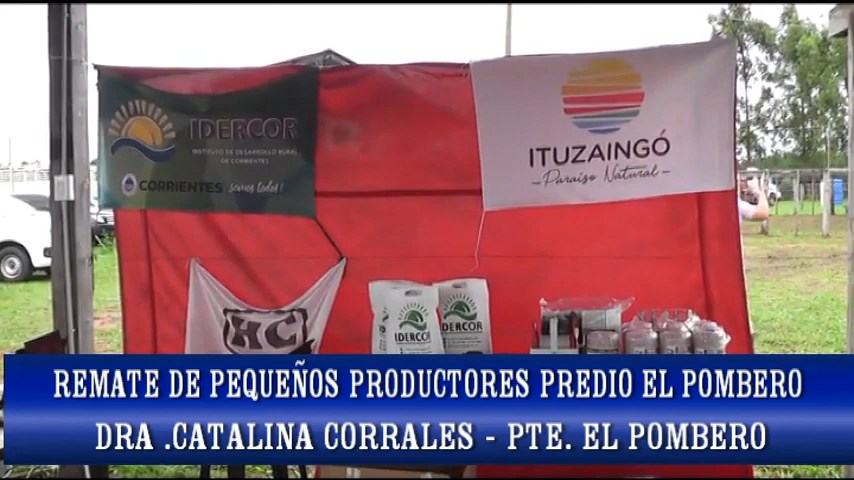 IDERCOR
INSTITUTO DE DESARROLLO RURAL
DE CORRIENTES
CORRIENTES somos todos!
ITUZAINGÓ
Paraíso Natural
HC
IDERCOR
IDERCOR
REMATE DE PEQUEÑOS PRODUCTORES PREDIO EL POMBERO
DRA .CATALINA CORRALES - PTE. EL POMBERO